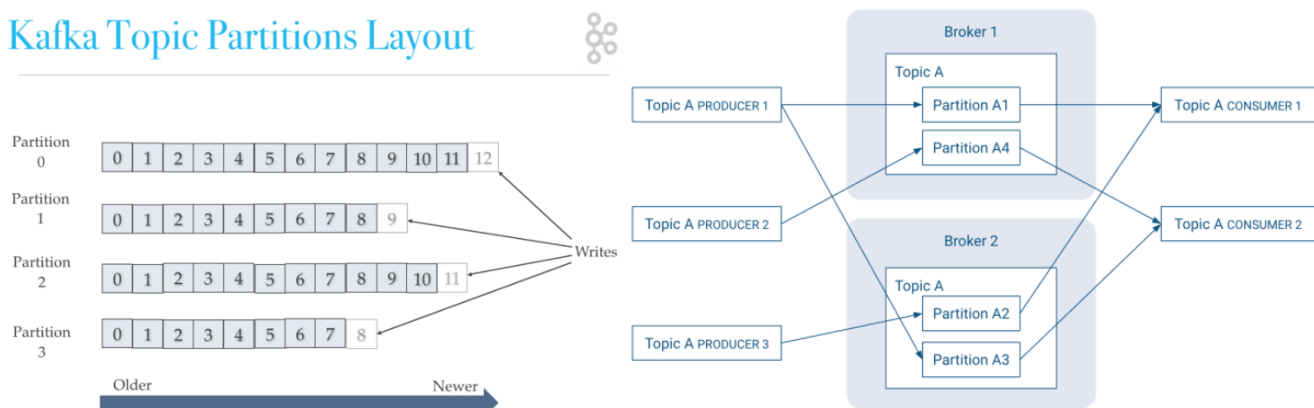 Kafka Topic Partitions Layout
Partition
0
0 1 2 3 4 5 6 7 8 9 10 11 12
Partition
1
0 1 2 3 4 5 6 7 8 9
Partition
2
0 1 2 3 4 5 6 7 8 9 10 11
Partition
3
0 1 2 3 4 5 6 7 8
Writes
Older Newer
Broker 1
Topic A
Topic A PRODUCER 1
Partition A1
Topic A CONSUMER 1
Partition A4
Topic A PRODUCER 2
Topic A CONSUMER 2
Broker 2
Topic A
Partition A2
Topic A PRODUCER 3
Partition A3